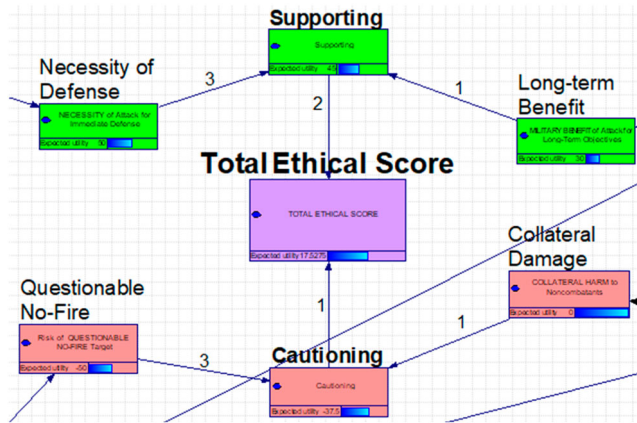 Supporting
Supporting
Expected utility 45
Necessity of
Defense
3
1
Long-term
Benefit
NECESSITY of Attack for
Immediate Defense
Expected utility 50
2
MILITARY BENEFIT of Attack for
Long-Term Objectives
Expected utility 30
Total Ethical Score
TOTAL ETHICAL SCORE
Expected utility 17.5275
Collateral
Damage
COLLATERAL HARM to
Noncombatants
Expected utility 0
Questionable
No-Fire
1
1
Risk of QUESTIONABLE
NO-FIRE Target
Expected utility -50
3
Cautioning
Cautioning
Expected utility -37.5